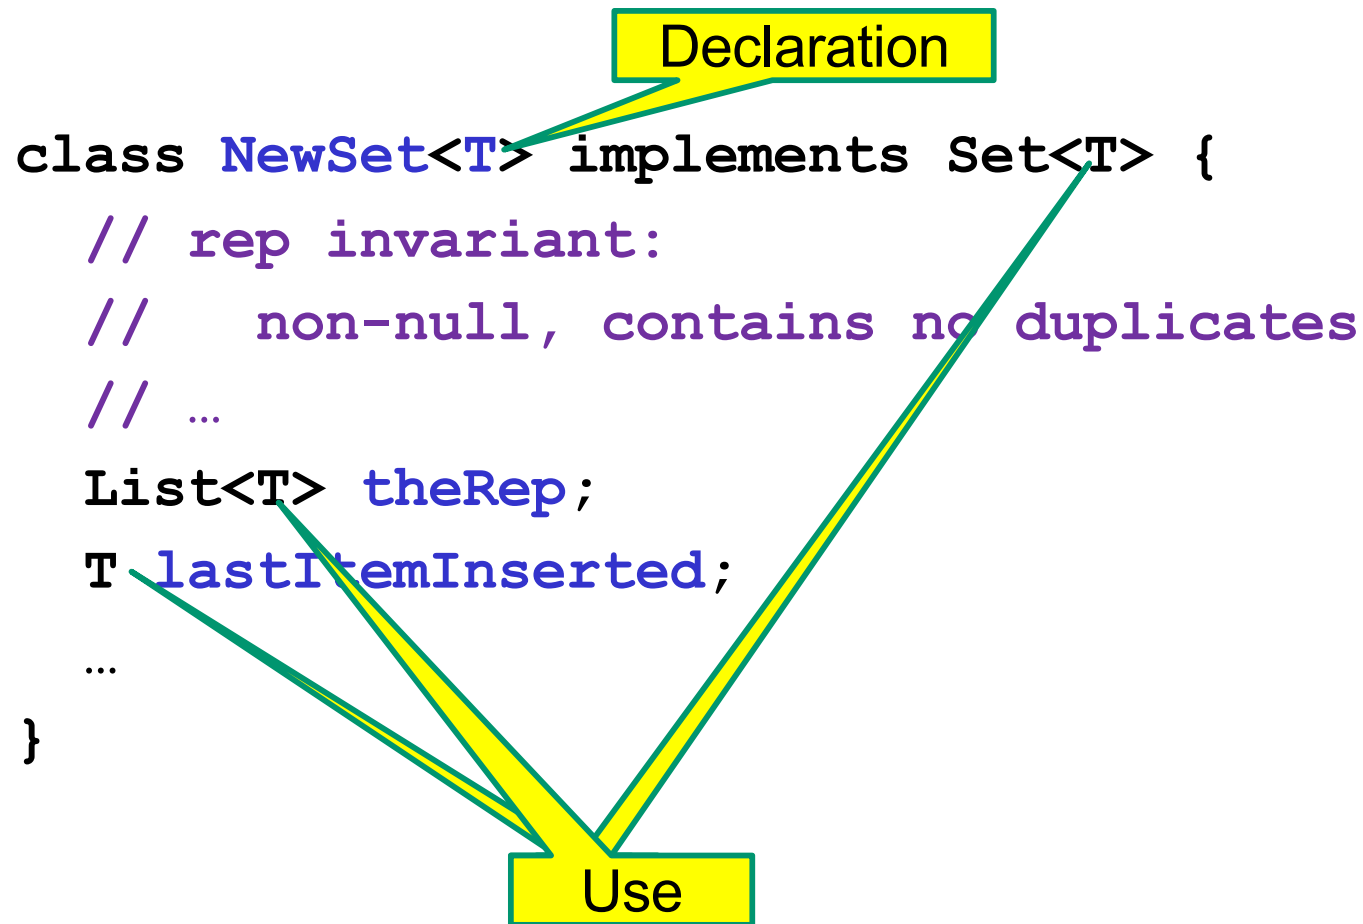 Declaration
class NewSet<T> implements Set<T> {
// rep invariant:
//   non-null, contains no duplicates
// …
List<T> theRep;
T lastItemInserted;
…
}
Use